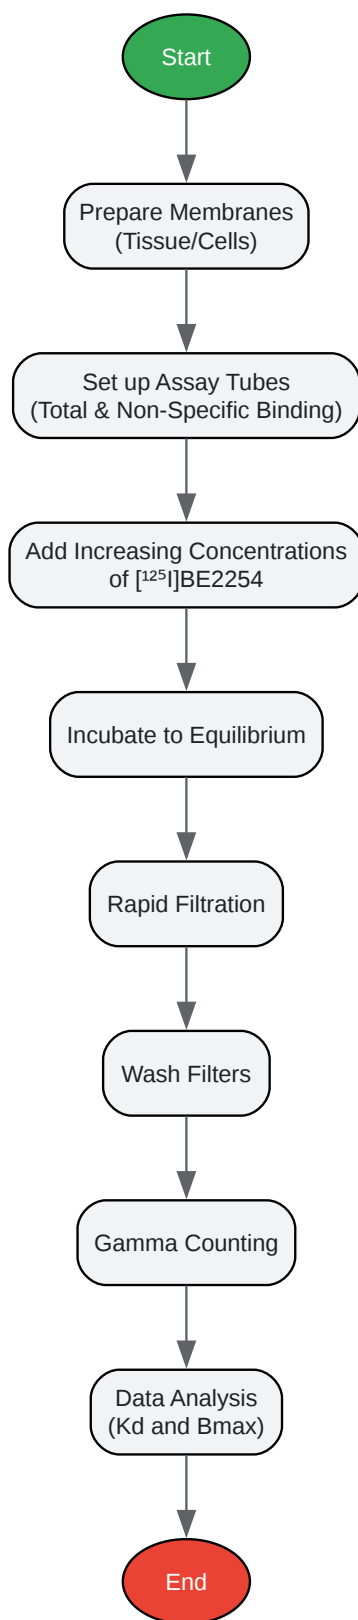 Start
Prepare Membranes
(Tissue/Cells)
Set up Assay Tubes
(Total & Non-Specific Binding)
Add Increasing Concentrations
of [¹²⁵I]BE2254
Incubate to Equilibrium
Rapid Filtration
Wash Filters
Gamma Counting
Data Analysis
(Kd and Bmax)
End